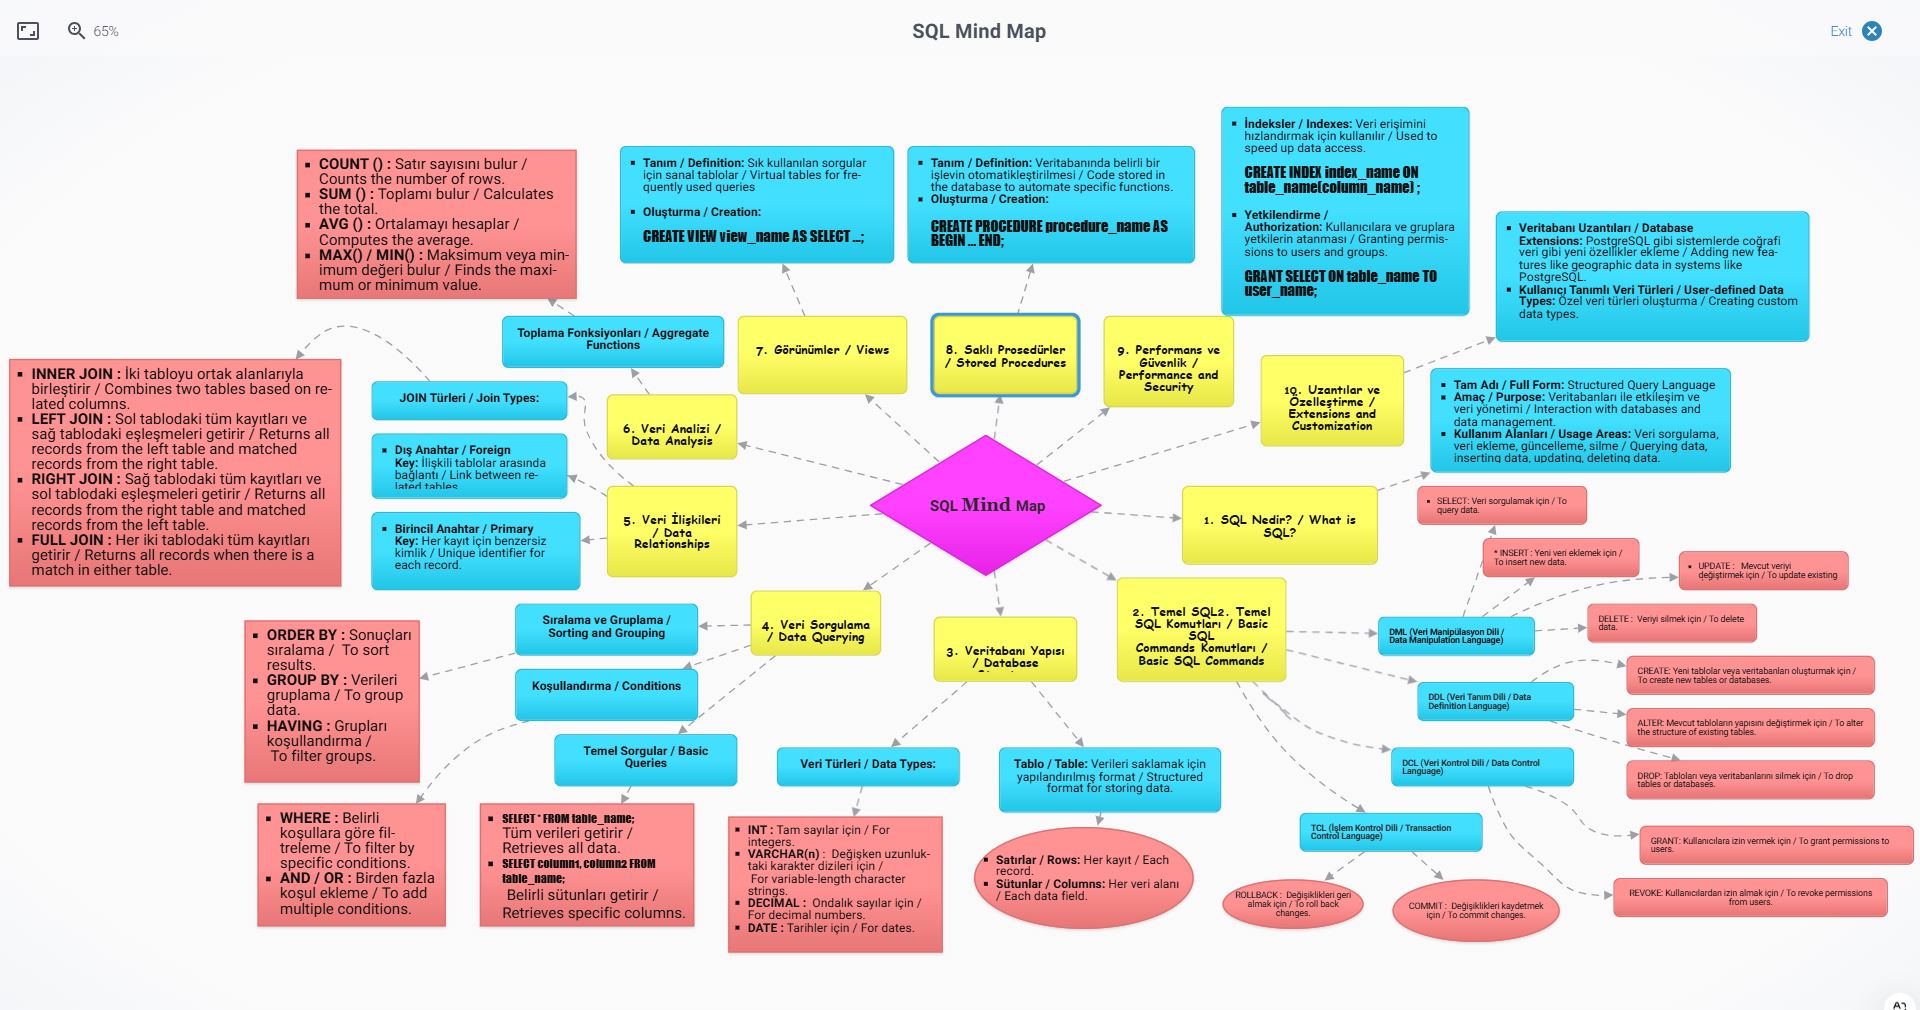 65%
SQL Mind Map
Exit
COUNT () : Satır sayısını bulur /
Counts the number of rows.
SUM () : Toplamı bulur / Calculates
the total.
AVG () : Ortalamayı hesaplar /
Computes the average.
MAX() / MIN() : Maksimum veya min-
imum değeri bulur / Finds the maxi-
mum or minimum value.
Tanım / Definition: Sık kullanılan sorgular
için sanal tablolar / Virtual tables for fre-
quently used queries
Oluşturma / Creation:
CREATE VIEW view_name AS SELECT ...;
Tanım / Definition: Veritabanında belirli bir
işlevin otomatikleştirilmesi / Code stored in
the database to automate specific functions.
Oluşturma / Creation:
CREATE PROCEDURE procedure_name AS
BEGIN ... END;
İndeksler / Indexes: Veri erişimini
hızlandırmak için kullanılır / Used to
speed up data access.
CREATE INDEX index_name ON
table_name(column_name) ;
Yetkilendirme /
Authorization: Kullanıcılara ve gruplara
yetkilerin atanması / Granting permis-
sions to users and groups.
GRANT SELECT ON table_name TO
user_name;
Veritabanı Uzantıları / Database
Extensions: PostgreSQL gibi sistemlerde coğrafi
veri gibi yeni özellikler ekleme / Adding new fea-
tures like geographic data in systems like
PostgreSQL.
Kullanıcı Tanımlı Veri Türleri / User-defined Data
Types: Özel veri türleri oluşturma / Creating custom
data types.
Toplama Fonksiyonları / Aggregate
Functions
7. Görünümler / Views
8. Saklı Prosedürler
/ Stored Procedures
9. Performans ve
Güvenlik /
Performance and
Security
10. Uzantılar ve
Özelleştirme /
Extensions and
Customization
Tam Adı / Full Form: Structured Query Language
Amaç / Purpose: Veritabanları ile etkileşim ve
veri yönetimi / Interaction with databases and
data management.
Kullanım Alanları / Usage Areas: Veri sorgulama,
veri ekleme, güncelleme, silme / Querying data,
inserting data, updating, deleting data.
INNER JOIN : İki tabloyu ortak alanlarıyla
birleştirir / Combines two tables based on re-
lated columns.
LEFT JOIN : Sol tablodaki tüm kayıtları ve
sağ tablodaki eşleşmeleri getirir / Returns all
records from the left table and matched
records from the right table.
RIGHT JOIN : Sağ tablodaki tüm kayıtları ve
sol tablodaki eşleşmeleri getirir / Returns all
records from the right table and matched
records from the left table.
FULL JOIN : Her iki tablodaki tüm kayıtları
getirir / Returns all records when there is a
match in either table.
JOIN Türleri / Join Types:
6. Veri Analizi /
Data Analysis
Dış Anahtar / Foreign
Key: İlişkili tablolar arasında
bağlantı / Link between re-
lated tables.
Birincil Anahtar / Primary
Key: Her kayıt için benzersiz
kimlik / Unique identifier for
each record.
5. Veri İlişkileri
/ Data
Relationships
SQL Mind Map
1. SQL Nedir? / What is
SQL?
SELECT: Veri sorgulamak için / To
query data.
* INSERT : Yeni veri eklemek için /
To insert new data.
UPDATE : Mevcut veriyi
değiştirmek için / To update existing
DELETE : Veriyi silmek için / To delete
data.
2. Temel SQL2. Temel
SQL Komutları / Basic
SQL
Commands Komutları /
Basic SQL Commands
DML (Veri Manipülasyon Dili /
Data Manipulation Language)
DDL (Veri Tanım Dili / Data
Definition Language)
CREATE: Yeni tablolar veya veritabanları oluşturmak için /
To create new tables or databases.
ALTER: Mevcut tabloların yapısını değiştirmek için / To alter
the structure of existing tables.
DROP: Tabloları veya veritabanlarını silmek için / To drop
tables or databases.
DCL (Veri Kontrol Dili / Data Control
Language)
TCL (İşlem Kontrol Dili / Transaction
Control Language)
GRANT: Kullanıcılara izin vermek için / To grant permissions to
users.
REVOKE: Kullanıcılardan izin almak için / To revoke permissions
from users.
ROLLBACK : Değişiklikleri geri
almak için / To roll back
changes.
COMMIT : Değişiklikleri kaydetmek
için / To commit changes.
3. Veritabanı Yapısı
/ Database
Veri Türleri / Data Types:
Tablo / Table: Verileri saklamak için
yapılandırılmış format / Structured
format for storing data.
INT : Tam sayılar için / For
integers.
VARCHAR(n) : Değişken uzunluk-
taki karakter dizileri için /
For variable-length character
strings.
DECIMAL : Ondalık sayılar için /
For decimal numbers.
DATE : Tarihler için / For dates.
Satırlar / Rows: Her kayıt / Each
record.
Sütunlar / Columns: Her veri alanı
/ Each data field.
4. Veri Sorgulama
/ Data Querying
Sıralama ve Gruplama /
Sorting and Grouping
Koşullandırma / Conditions
Temel Sorgular / Basic
Queries
ORDER BY : Sonuçları
sıralama / To sort
results.
GROUP BY : Verileri
gruplama / To group
data.
HAVING : Grupları
koşullandırma /
To filter groups.
WHERE : Belirli
koşullara göre fil-
treleme / To filter by
specific conditions.
AND / OR : Birden fazla
koşul ekleme / To add
multiple conditions.
SELECT * FROM table_name;
Tüm verileri getirir /
Retrieves all data.
SELECT column1, column2 FROM
table_name;
Belirli sütunları getirir /
Retrieves specific columns.